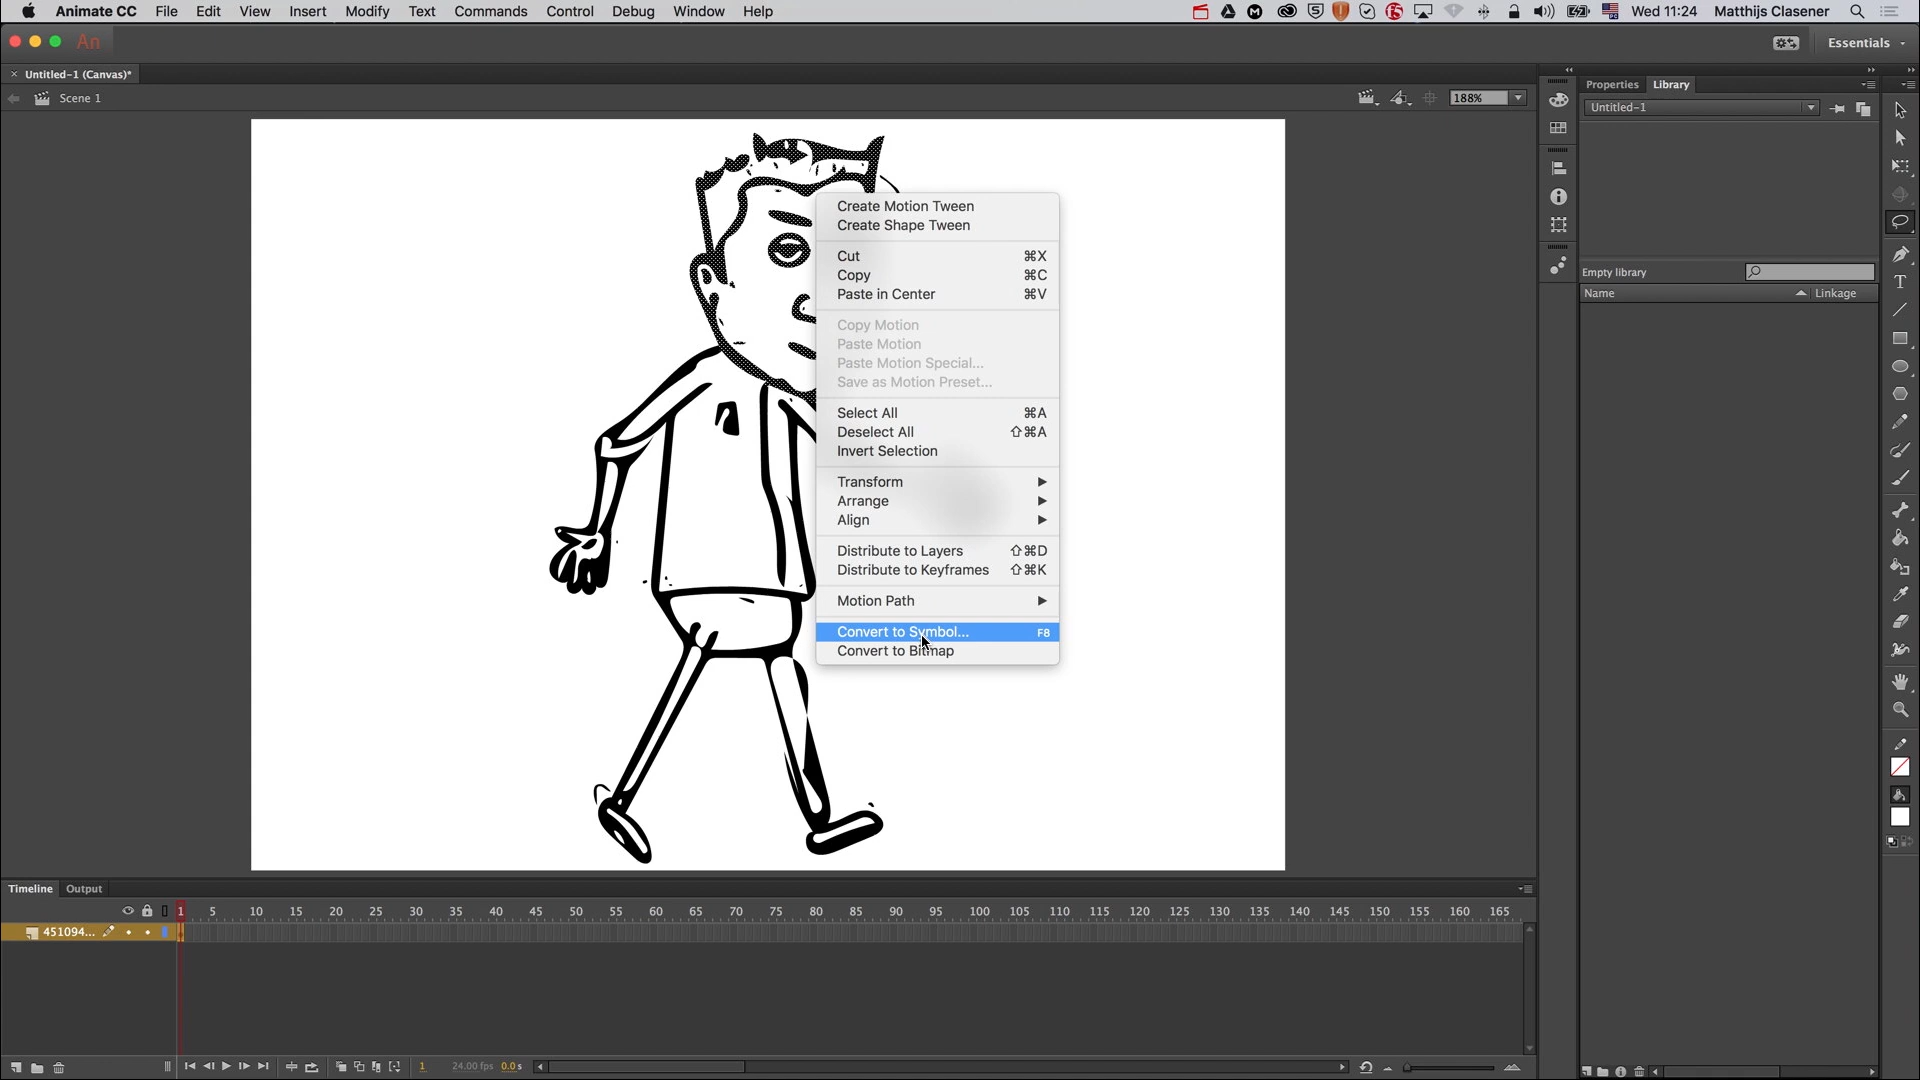 Animate CC File Edit View Insert Modify Text Commands Control Debug Window Help Wed 11:24 Matthijs Clasener
An Essentials
Untitled-1 (Canvas)*
Scene 1 188%
Properties Library
Untitled-1
Empty library
Name Linkage
Create Motion Tween
Create Shape Tween
Cut ⌘X
Copy ⌘C
Paste in Center ⌘V
Copy Motion
Paste Motion
Paste Motion Special...
Save as Motion Preset...
Select All ⌘A
Deselect All ⇧⌘A
Invert Selection
Transform
Arrange
Align
Distribute to Layers ⇧⌘D
Distribute to Keyframes ⇧⌘K
Motion Path
Convert to Symbol... F8
Convert to Bitmap
Timeline Output
1 5 10 15 20 25 30 35 40 45 50 55 60 65 70 75 80 85 90 95 100 105 110 115 120 125 130 135 140 145 150 155 160 165
451094...
1 24.00 fps 0.0 s